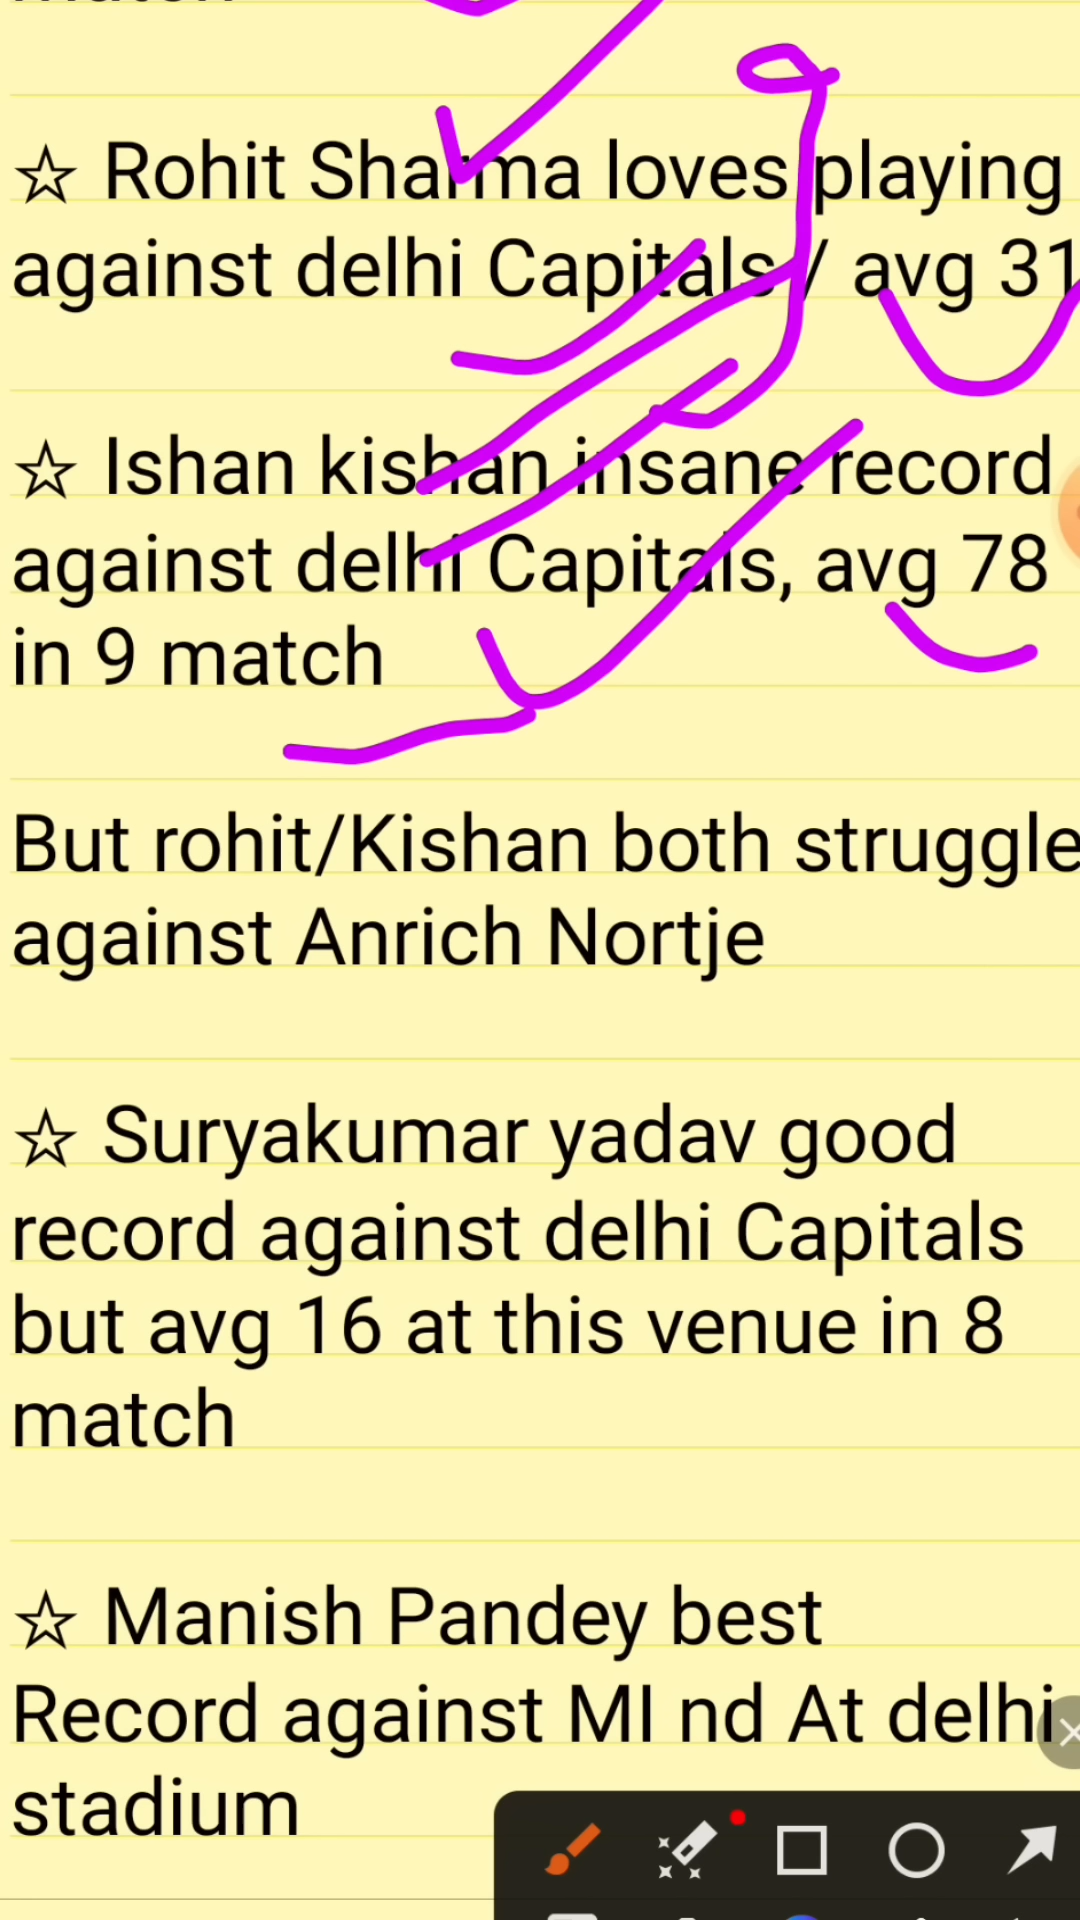 ☆ Rohit Sharma loves playing
against delhi Capitals / avg 31
☆ Ishan kishan insane record
against delhi Capitals, avg 78
in 9 match
But rohit/Kishan both struggle
against Anrich Nortje
☆ Suryakumar yadav good
record against delhi Capitals
but avg 16 at this venue in 8
match
☆ Manish Pandey best
Record against MI nd At delhi
stadium